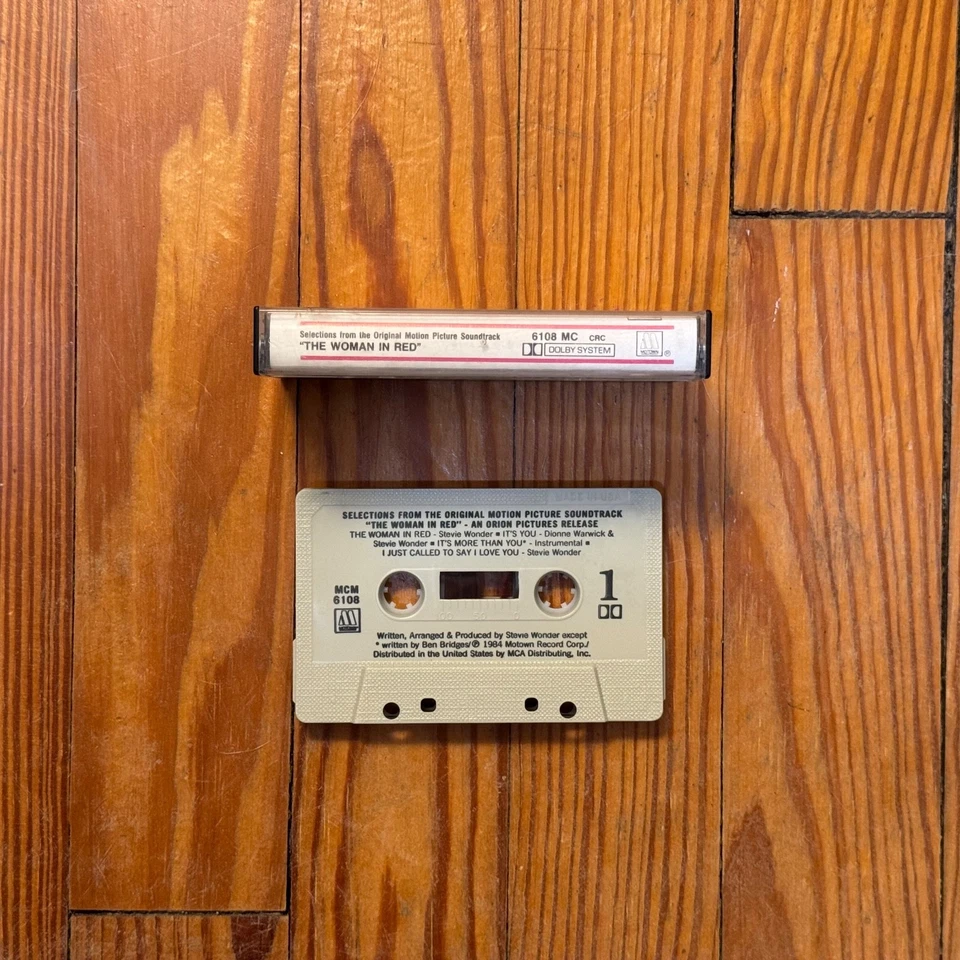 Selections from the Original Motion Picture Soundtrack
"THE WOMAN IN RED"
6108 MC CRC
DOLBY SYSTEM
®
MADE IN USA
SELECTIONS FROM THE ORIGINAL MOTION PICTURE SOUNDTRACK
"THE WOMAN IN RED" - AN ORION PICTURES RELEASE
THE WOMAN IN RED - Stevie Wonder ■ IT'S YOU - Dionne Warwick &
Stevie Wonder ■ IT'S MORE THAN YOU* - Instrumental ■
I JUST CALLED TO SAY I LOVE YOU - Stevie Wonder
MCM
6108
1
Written, Arranged & Produced by Stevie Wonder except
* written by Ben Bridges/℗ 1984 Motown Record Corp./
Distributed in the United States by MCA Distributing, Inc.